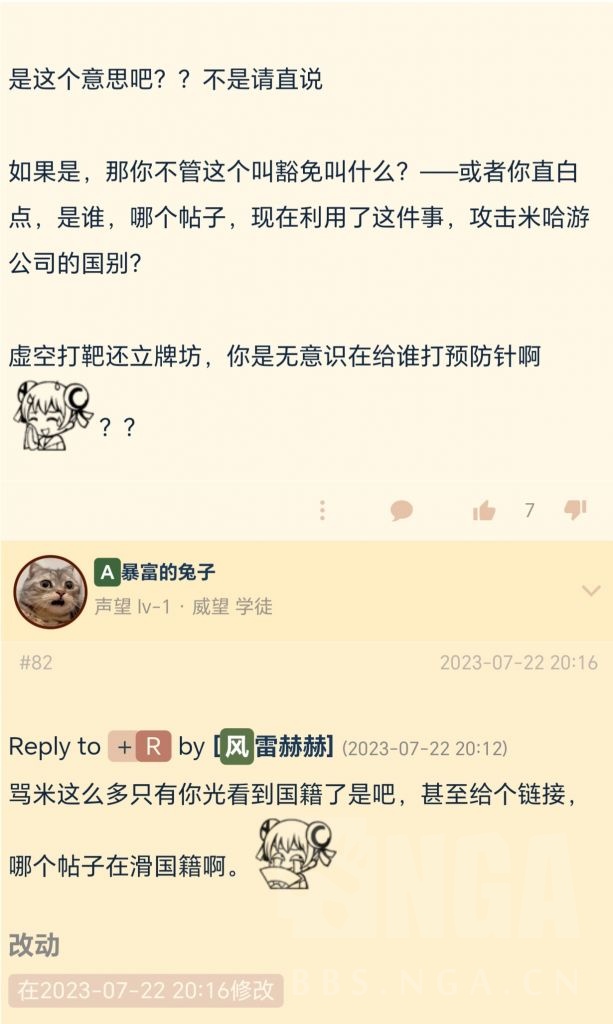 是这个意思吧？？不是请直说
如果是，那你不管这个叫豁免叫什么？——或者你直白
点，是谁，哪个帖子，现在利用了这件事，攻击米哈游
公司的国别？
虚空打靶还立牌坊，你是无意识在给谁打预防针啊
？？
7
A暴富的兔子
声望 lv-1 · 威望 学徒
#82
2023-07-22 20:16
Reply to +R by [风雷赫赫] (2023-07-22 20:12)
骂米这么多只有你光看到国籍了是吧，甚至给个链接，
哪个帖子在滑国籍啊。
NGA
改动
在2023-07-22 20:16修改
BBS.NGA.CN